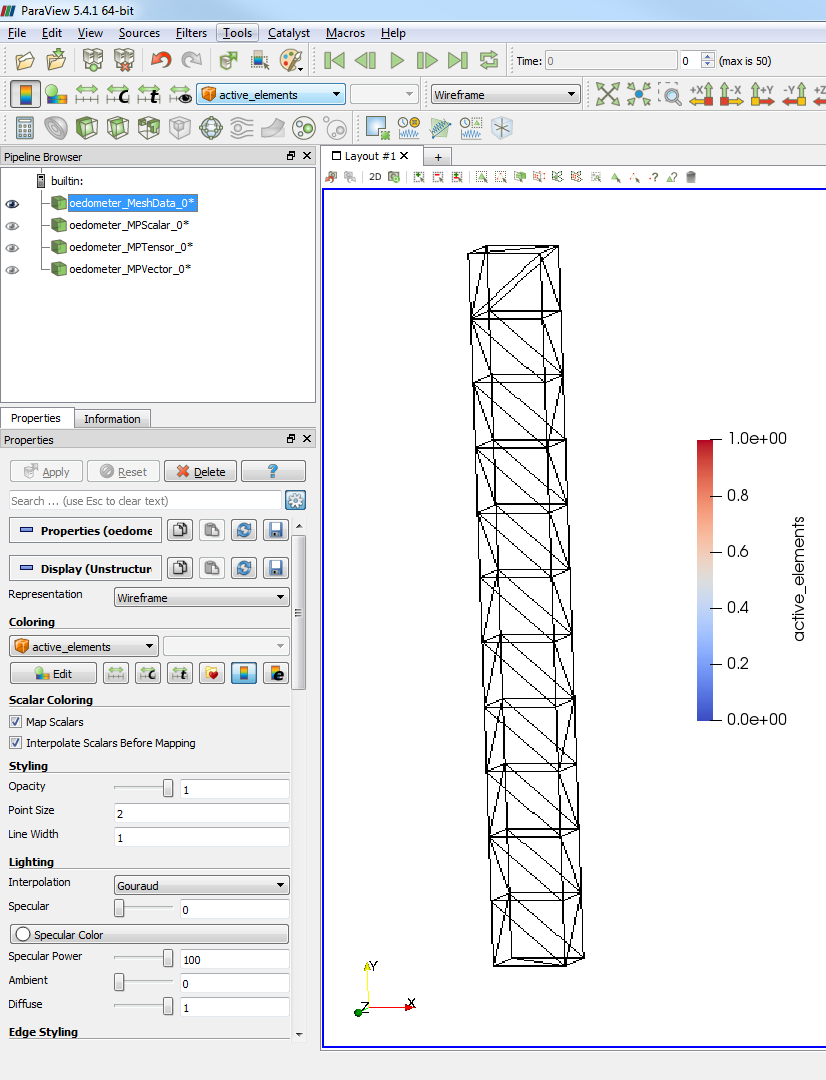 ParaView 5.4.1 64-bit
File Edit View Sources Filters Tools Catalyst Macros Help
Time: 0 0 (max is 50)
active_elements Wireframe +X -X +Y -Y +Z
Pipeline Browser
Layout #1 +
builtin:
2D
oedometer_MeshData_0*
oedometer_MPScalar_0*
oedometer_MPTensor_0*
oedometer_MPVector_0*
Properties Information
Properties
Apply Reset Delete ?
Search ... (use Esc to clear text)
Properties (oedome
Display (Unstructur
Representation Wireframe
Coloring
active_elements
Edit
Scalar Coloring
Map Scalars
Interpolate Scalars Before Mapping
Styling
Opacity 1
Point Size 2
Line Width 1
Lighting
Interpolation Gouraud
Specular 0
Specular Color
Specular Power 100
Ambient 0
Diffuse 1
Edge Styling
1.0e+00
0.8
0.6
0.4
0.2
0.0e+00
active_elements
Y
Z
X